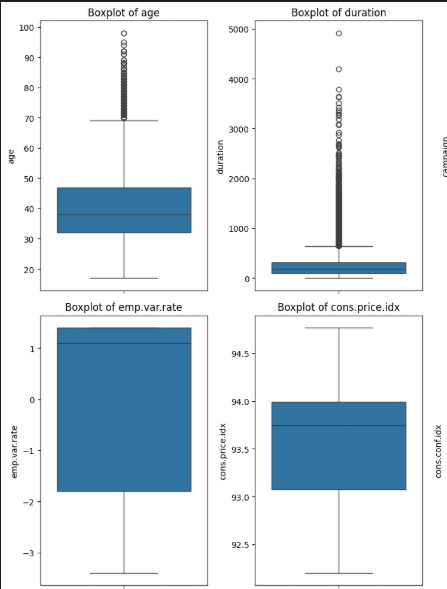 Boxplot of age
100
90
80
70
60
50
40
30
20
age
Boxplot of duration
5000
4000
3000
2000
1000
0
duration
campaign
Boxplot of emp.var.rate
1
0
−1
−2
−3
emp.var.rate
Boxplot of cons.price.idx
94.5
94.0
93.5
93.0
92.5
cons.price.idx
cons.conf.idx